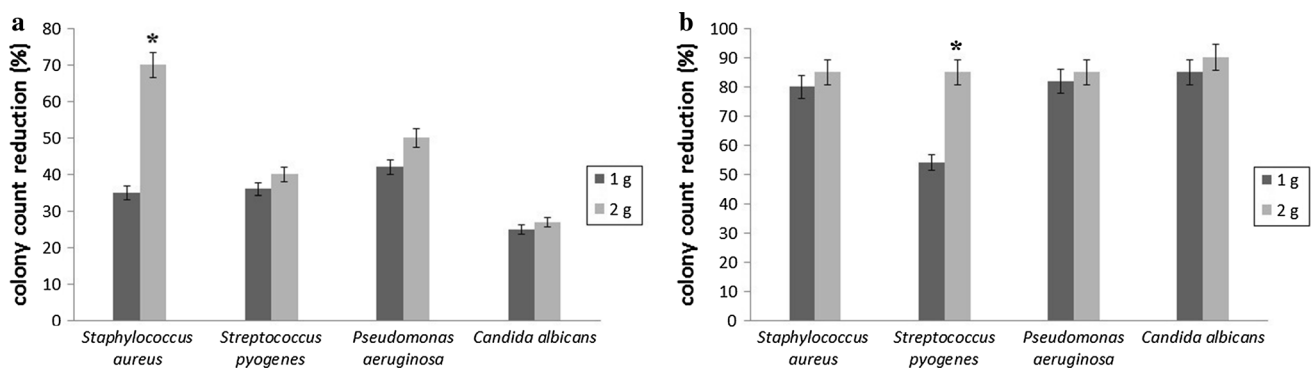 a
colony count reduction (%)
80
70
60
50
40
30
20
10
0
*
1 g
2 g
Staphylococcus
aureus
Streptococcus
pyogenes
Pseudomonas
aeruginosa
Candida albicans
b
colony count reduction (%)
100
90
80
70
60
50
40
30
20
10
0
*
1 g
2 g
Staphylococcus
aureus
Streptococcus
pyogenes
Pseudomonas
aeruginosa
Candida albicans